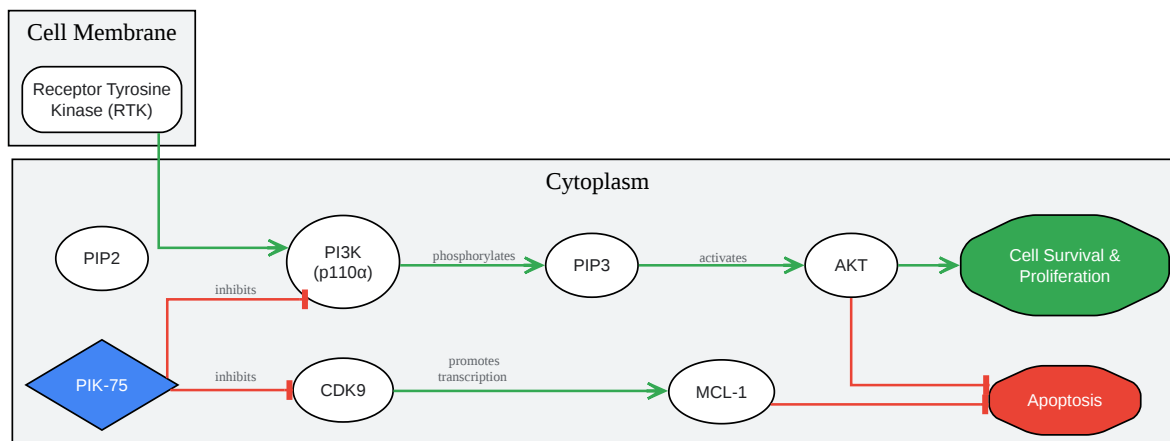 Cell Membrane
Receptor Tyrosine
Kinase (RTK)
Cytoplasm
PIP2
PI3K
(p110α)
phosphorylates
PIP3
activates
AKT
Cell Survival &
Proliferation
inhibits
PIK-75
inhibits
CDK9
promotes
transcription
MCL-1
Apoptosis